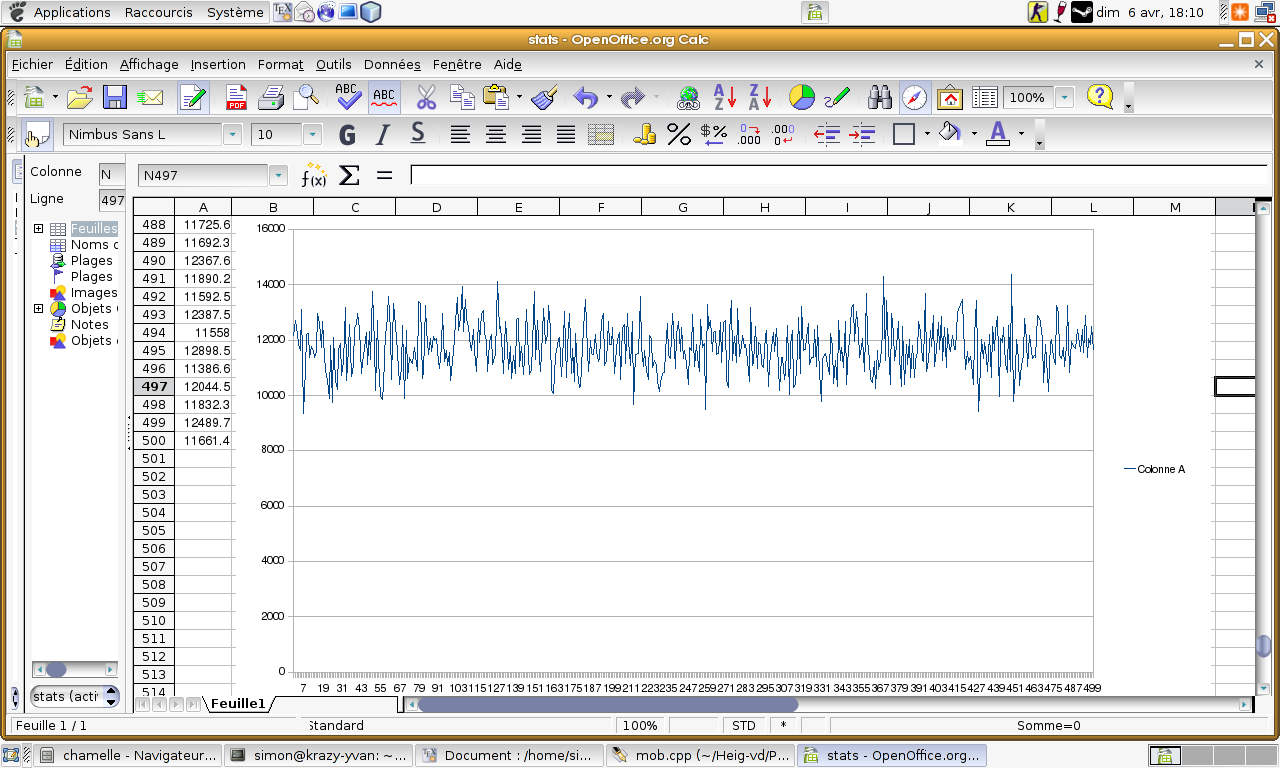 Applications Raccourcis Système dim 6 avr, 18:10
stats - OpenOffice.org Calc
Fichier Édition Affichage Insertion Format Outils Données Fenêtre Aide
PDF ABC ABC 100%
Nimbus Sans L 10 G I S
Colonne N
Ligne 497
N497 f(x) Σ =
Feuilles
Noms
Plages
Plages
Images
Objets
Notes
Objets
stats (acti
A B C D E F G H I J K L M
488 11725.6
489 11692.3
490 12367.6
491 11890.2
492 11592.5
493 12387.5
494 11558
495 12898.5
496 11386.6
497 12044.5
498 11832.3
499 12489.7
500 11661.4
501
502
503
504
505
506
507
508
509
510
511
512
513
514
16000
14000
12000
10000
8000
6000
4000
2000
0
7 19 31 43 55 67 79 91 103 115 127 139 151 163 175 187 199 211 223 235 247 259 271 283 295 307 319 331 343 355 367 379 391 403 415 427 439 451 463 475 487 499
Colonne A
Feuille1
Feuille 1 / 1 Standard 100% STD * Somme=0
chamelle - Navigateur... simon@krazy-yvan: ~... Document : /home/si... mob.cpp (~/Heig-vd/P... stats - OpenOffice.org...